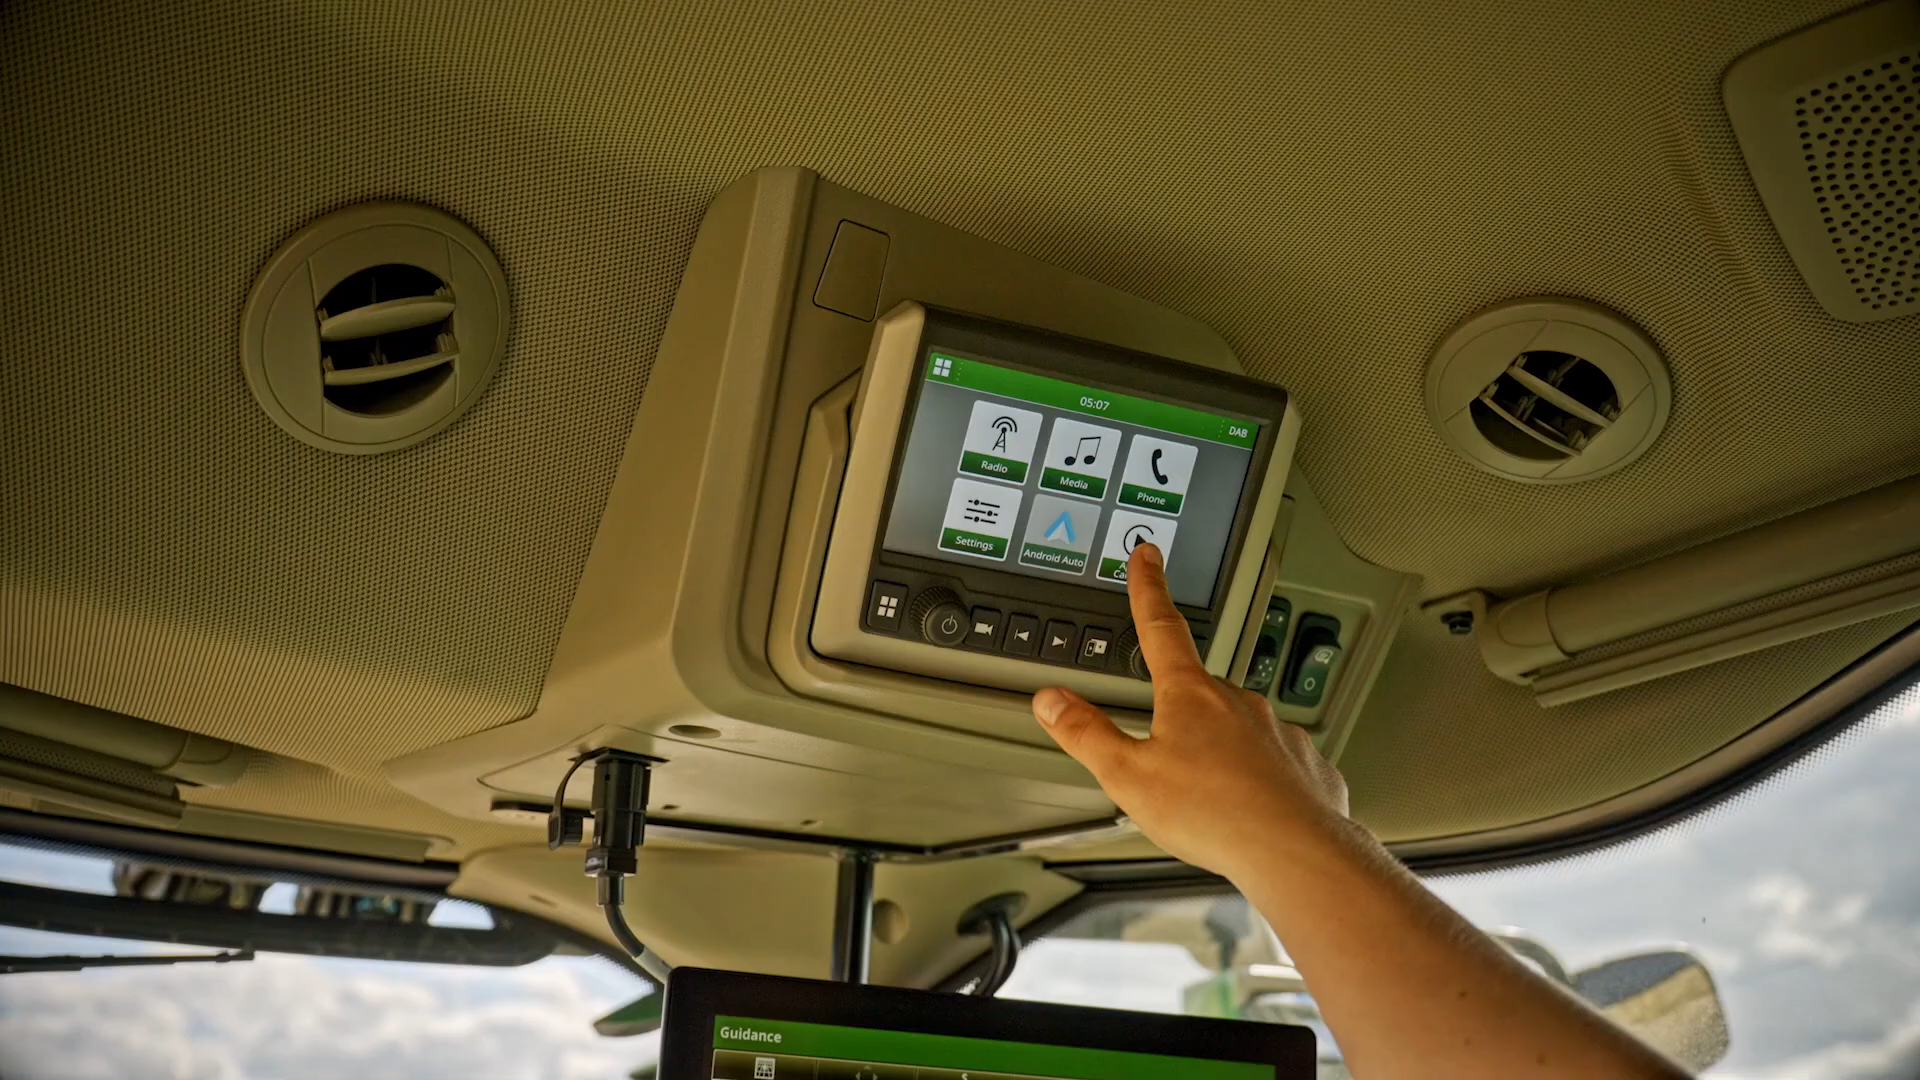 05:07
DAB
Radio
Media
Phone
Settings
Android Auto
Guidance